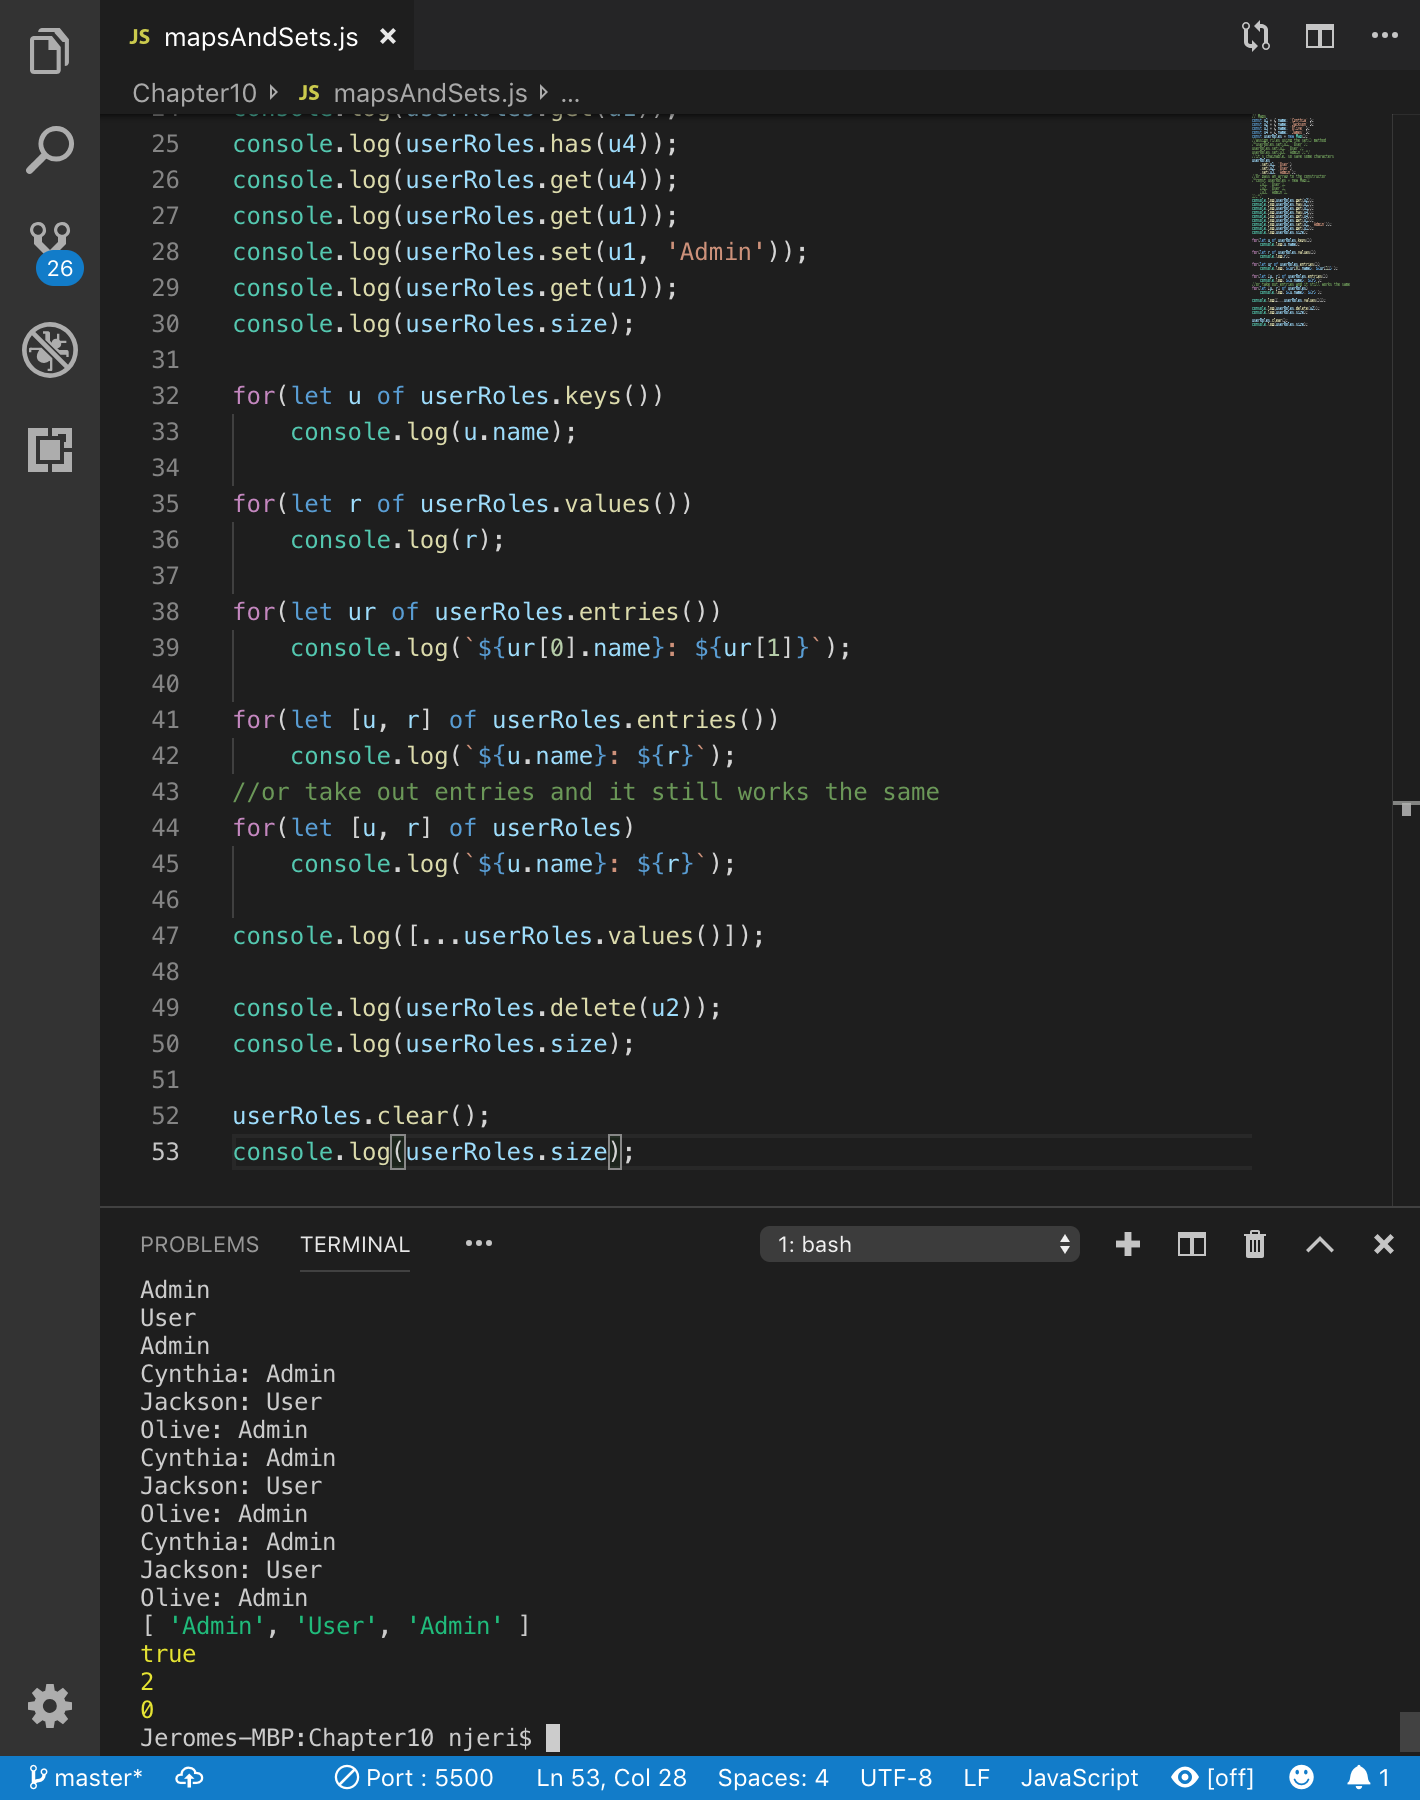 JS mapsAndSets.js ×
Chapter10 JS mapsAndSets.js ...
25 console.log(userRoles.has(u4));
26 console.log(userRoles.get(u4));
27 console.log(userRoles.get(u1));
28 console.log(userRoles.set(u1, 'Admin'));
29 console.log(userRoles.get(u1));
30 console.log(userRoles.size);
31
32 for(let u of userRoles.keys())
33 console.log(u.name);
34
35 for(let r of userRoles.values())
36 console.log(r);
37
38 for(let ur of userRoles.entries())
39 console.log(`${ur[0].name}: ${ur[1]}`);
40
41 for(let [u, r] of userRoles.entries())
42 console.log(`${u.name}: ${r}`);
43 //or take out entries and it still works the same
44 for(let [u, r] of userRoles)
45 console.log(`${u.name}: ${r}`);
46
47 console.log([...userRoles.values()]);
48
49 console.log(userRoles.delete(u2));
50 console.log(userRoles.size);
51
52 userRoles.clear();
53 console.log(userRoles.size);
26
PROBLEMS TERMINAL ... 1: bash
Admin
User
Admin
Cynthia: Admin
Jackson: User
Olive: Admin
Cynthia: Admin
Jackson: User
Olive: Admin
Cynthia: Admin
Jackson: User
Olive: Admin
[ 'Admin', 'User', 'Admin' ]
true
2
0
Jeromes-MBP:Chapter10 njeri$
master* Port : 5500 Ln 53, Col 28 Spaces: 4 UTF-8 LF JavaScript [off] 1